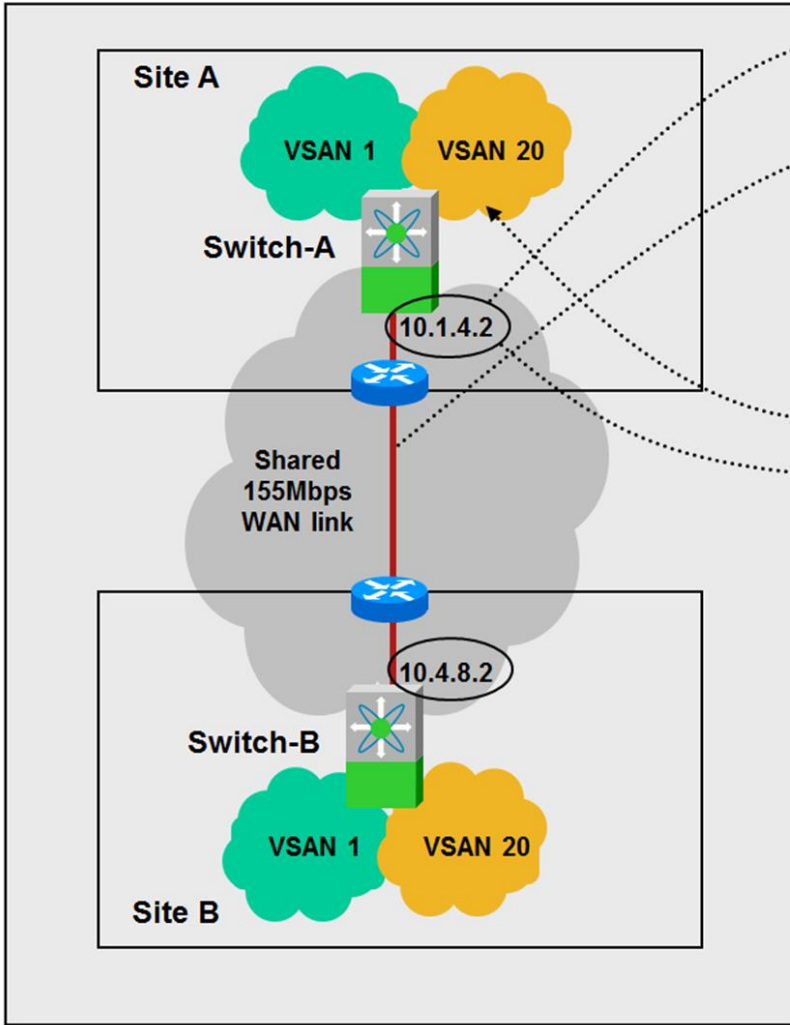 Site A
VSAN 1
VSAN 20
Switch-A
10.1.4.2
Shared
155Mbps
WAN link
10.4.8.2
Switch-B
VSAN 1
VSAN 20
Site B